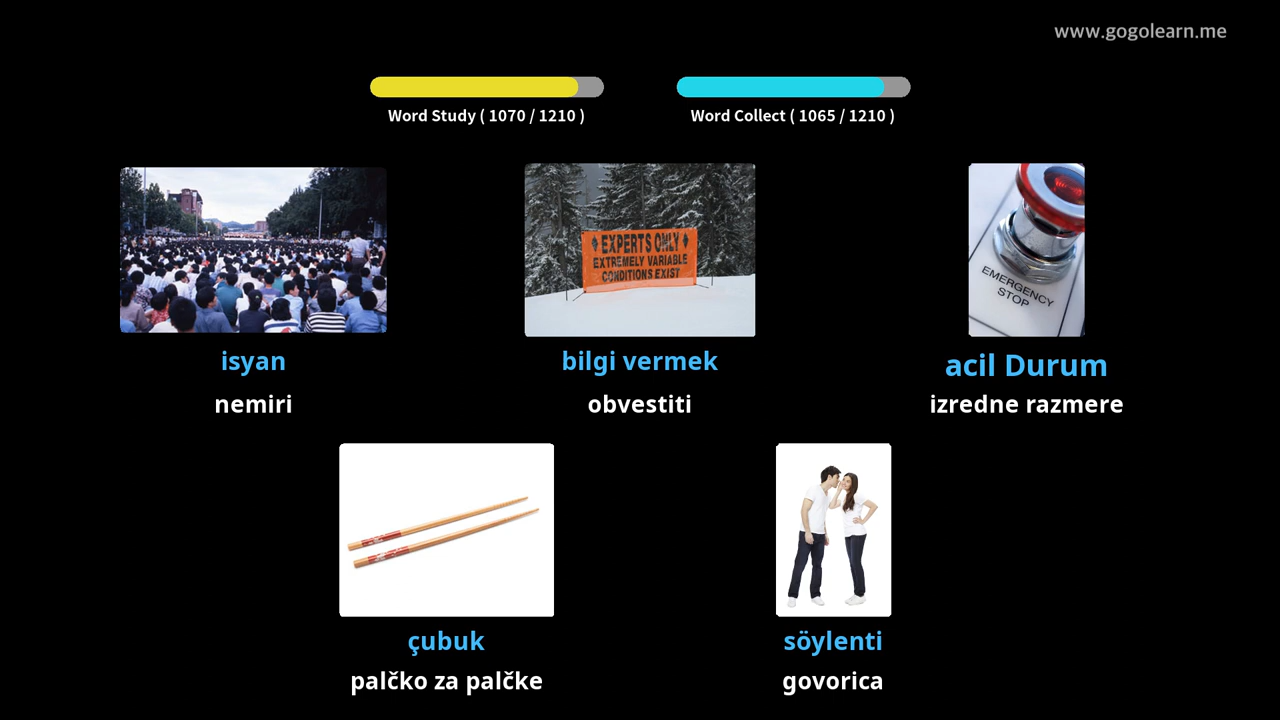 www.gogolearn.me
Word Study ( 1070 / 1210 )
Word Collect ( 1065 / 1210 )
EXPERTS ONLY
EXTREMELY VARIABLE
CONDITIONS EXIST
EMERGENCY
STOP
isyan
bilgi vermek
acil Durum
nemiri
obvestiti
izredne razmere
çubuk
söylenti
palčko za palčke
govorica